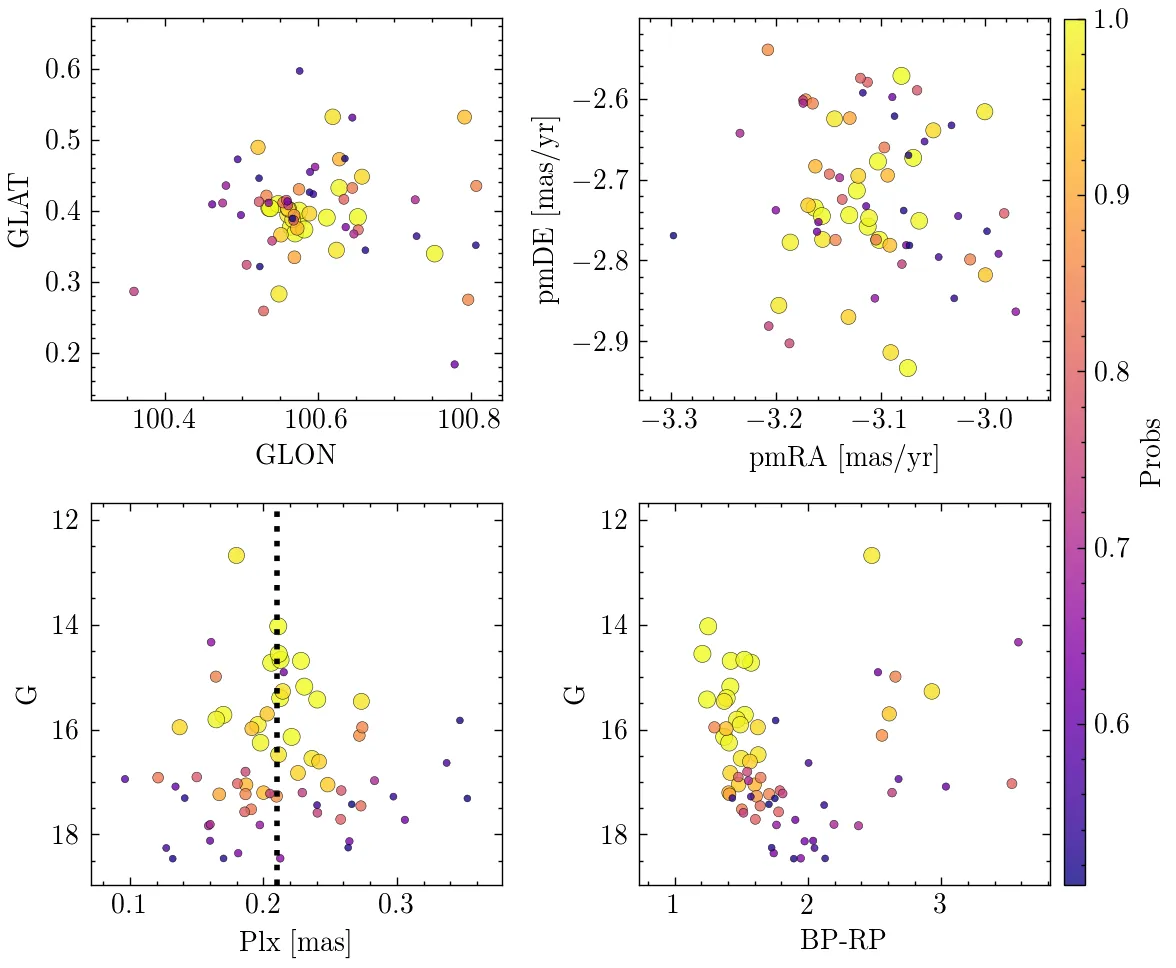 0.6
0.5
0.4
0.3
0.2
GLAT
100.4 100.6 100.8
GLON
−2.6
−2.7
−2.8
−2.9
pmDE [mas/yr]
−3.3 −3.2 −3.1 −3.0
pmRA [mas/yr]
1.0
0.9
0.8
0.7
0.6
Probs
12
14
16
18
G
0.1 0.2 0.3
Plx [mas]
12
14
16
18
G
1 2 3
BP-RP